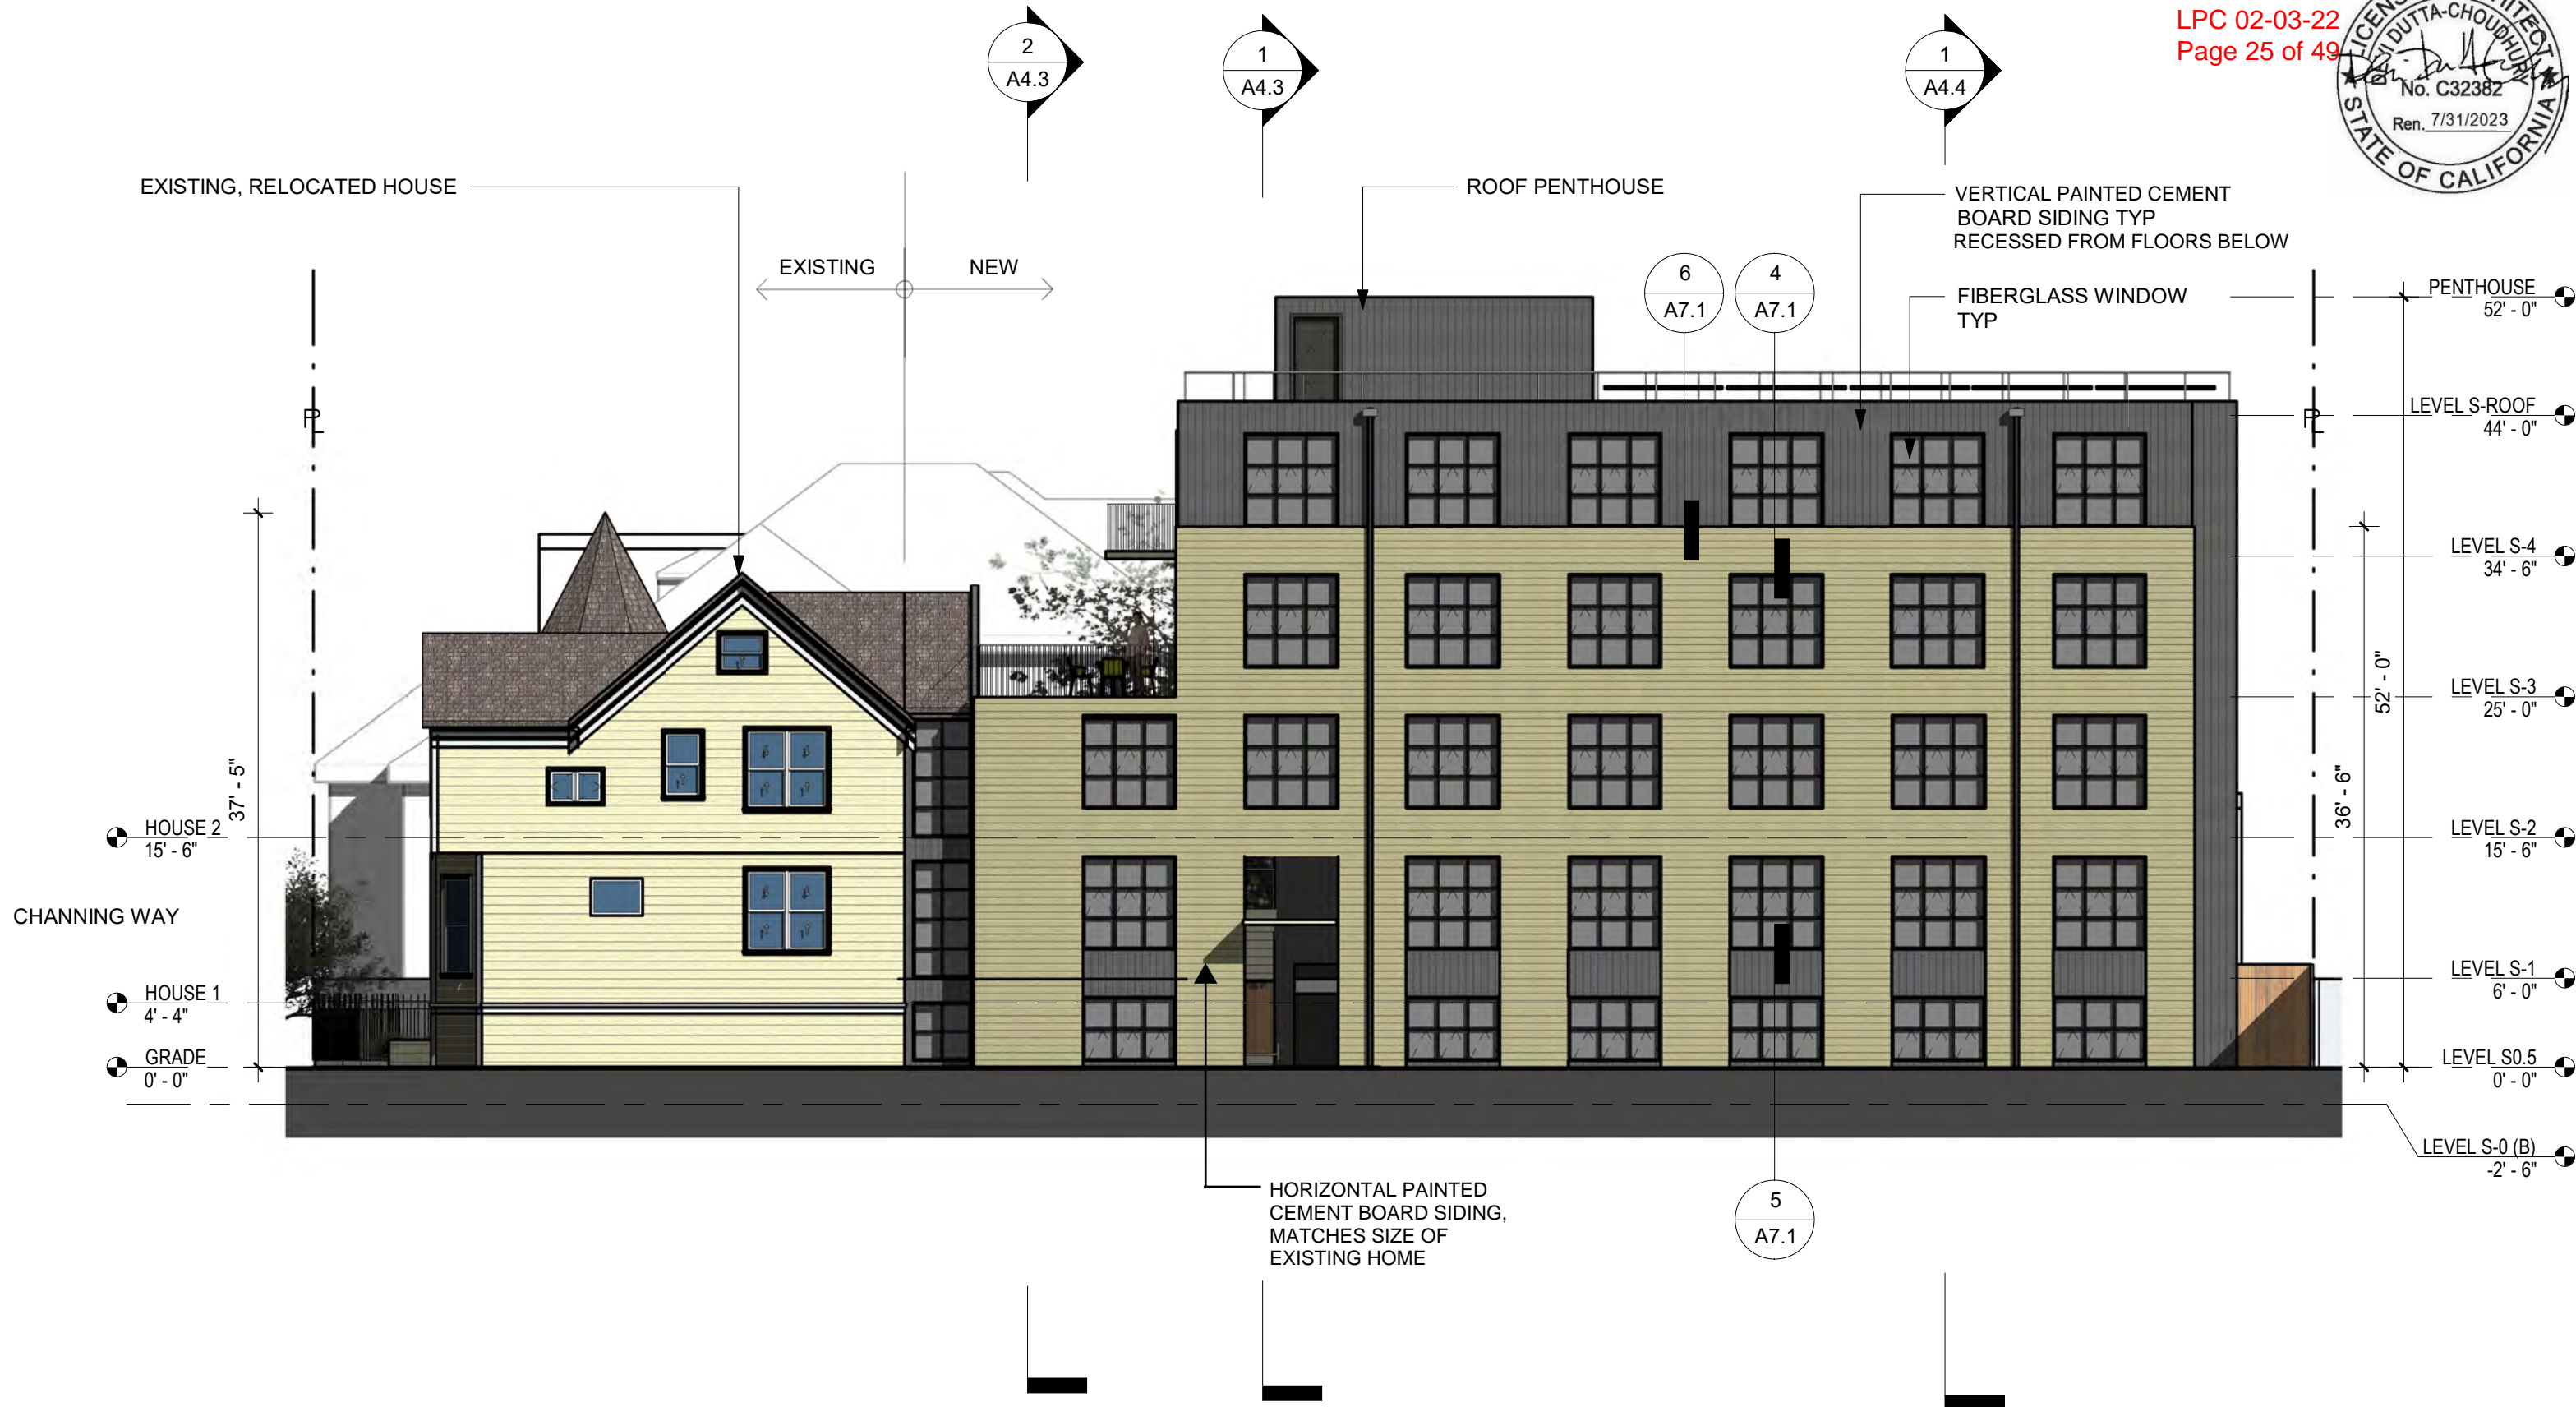 LPC 02-03-22
Page 25 of 49
DEVI DUTTA-CHOUDHURY
No. C32382
Ren. 7/31/2023
STATE OF CALIFORNIA
2
A4.3
1
A4.3
1
A4.4
EXISTING, RELOCATED HOUSE
ROOF PENTHOUSE
VERTICAL PAINTED CEMENT
BOARD SIDING TYP
RECESSED FROM FLOORS BELOW
EXISTING
NEW
6
A7.1
4
A7.1
FIBERGLASS WINDOW
TYP
PENTHOUSE
52' - 0"
PL
PL
LEVEL S-ROOF
44' - 0"
LEVEL S-4
34' - 6"
LEVEL S-3
25' - 0"
52' - 0"
36' - 6"
37' - 5"
HOUSE 2
15' - 6"
LEVEL S-2
15' - 6"
CHANNING WAY
HOUSE 1
4' - 4"
LEVEL S-1
6' - 0"
GRADE
0' - 0"
LEVEL S0.5
0' - 0"
LEVEL S-0 (B)
-2' - 6"
HORIZONTAL PAINTED
CEMENT BOARD SIDING,
MATCHES SIZE OF
EXISTING HOME
5
A7.1